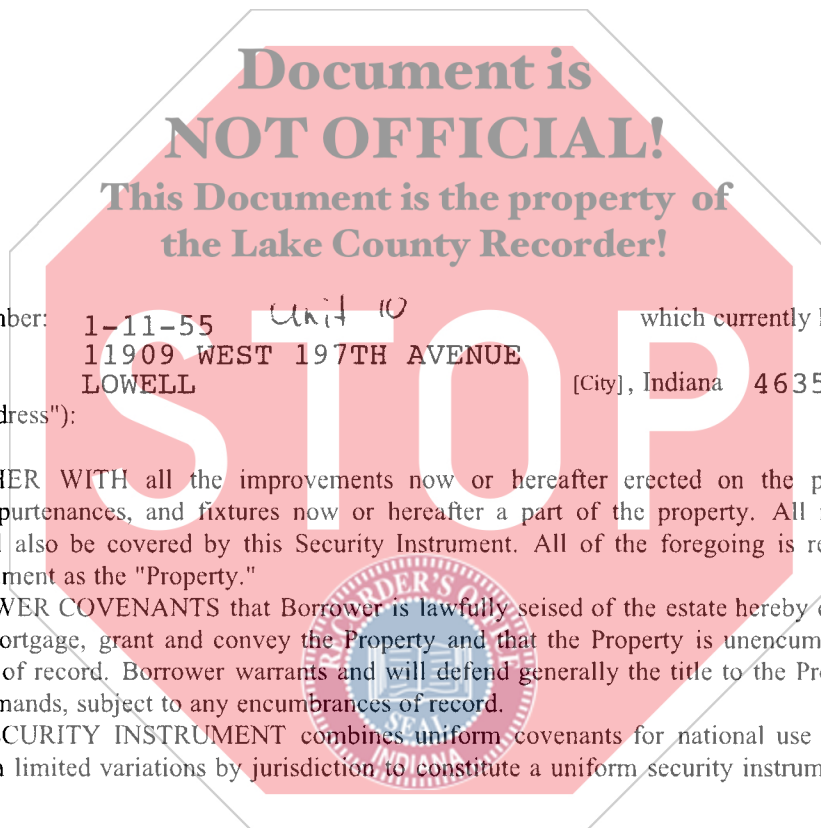 Document is
NOT OFFICIAL!
This Document is the property of
the Lake County Recorder!
mber: 1-11-55 Unit 10 which currently
11909 WEST 197TH AVENUE
LOWELL [City], Indiana 4635
dress"):
STOP
HER WITH all the improvements now or hereafter erected on the p
purtenances, and fixtures now or hereafter a part of the property. All
also be covered by this Security Instrument. All of the foregoing is re
ment as the "Property."
WER COVENANTS that Borrower is lawfully seised of the estate hereby
ortgage, grant and convey the Property and that the Property is unencum
of record. Borrower warrants and will defend generally the title to the Pro
mands, subject to any encumbrances of record.
CURITY INSTRUMENT combines uniform covenants for national use
limited variations by jurisdiction to constitute a uniform security instrum
RECORDER'S OFFICE
SEAL
INDIANA